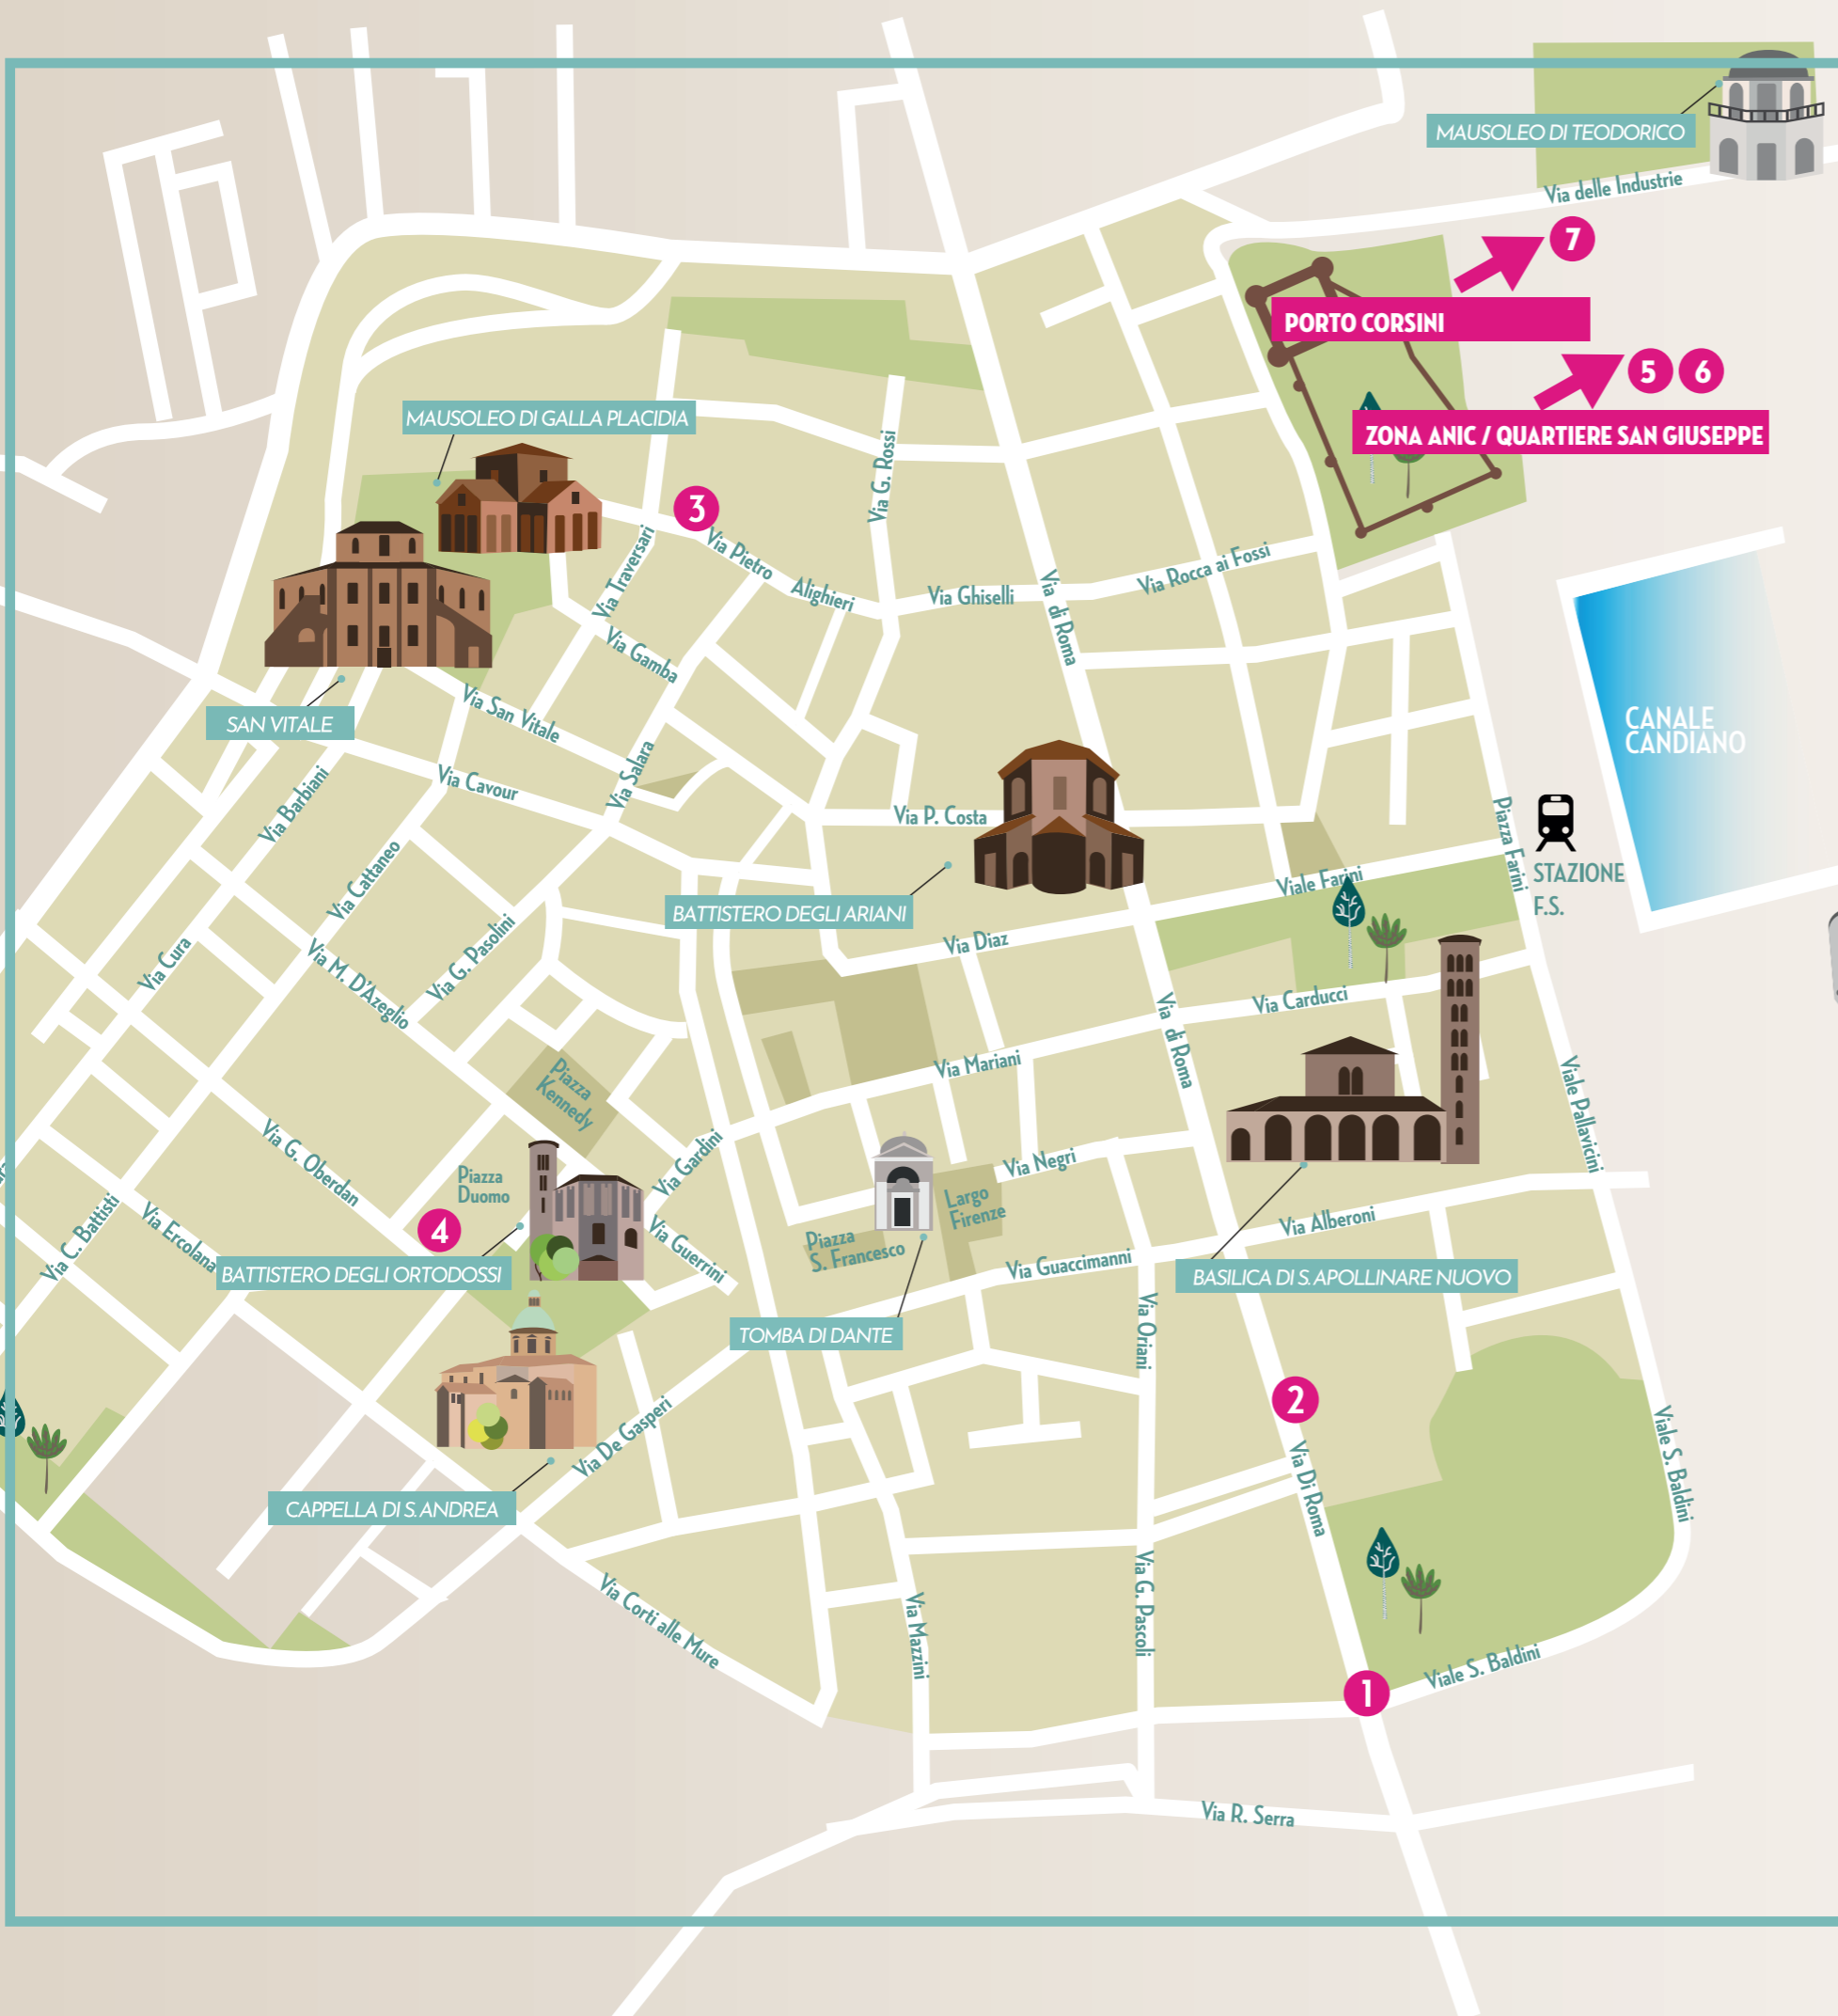 MAUSOLEO DI TEODORICO
Via delle Industrie
7
PORTO CORSINI
5 6
ZONA ANIC / QUARTIERE SAN GIUSEPPE
MAUSOLEO DI GALLA PLACIDIA
3
Via G. Rossi
Via Traversari
Via Pietro
Alighieri
Via Ghiselli
Via Rocca ai Fossi
Via di Roma
Via Gamba
SAN VITALE
Via San Vitale
CANALE
CANDIANO
Via Salara
Via Cavour
Via Barbiani
Via P. Costa
Piazza Farini
STAZIONE
F.S.
Via Cattaneo
Viale Farini
BATTISTERO DEGLI ARIANI
Via Diaz
Via Cura
Via M. D'Azeglio
Via G. Pasolini
Via Carducci
Via di Roma
Via Mariani
Piazza
Kennedy
Viale Pallavicini
Via G. Oberdan
Via Gardini
Via Negri
Piazza
Duomo
Largo
Firenze
Via C. Battisti
Via Ercolana
4
Via Guerrini
Piazza
S. Francesco
Via Alberoni
Via Guaccimanni
BATTISTERO DEGLI ORTODOSSI
BASILICA DI S. APOLLINARE NUOVO
TOMBA DI DANTE
Via Oriani
2
Via De Gasperi
Viale S. Baldini
CAPPELLA DI S. ANDREA
Via Di Roma
Via Corti alle Mure
Via Mazzini
Via G. Pascoli
Viale S. Baldini
1
Via R. Serra